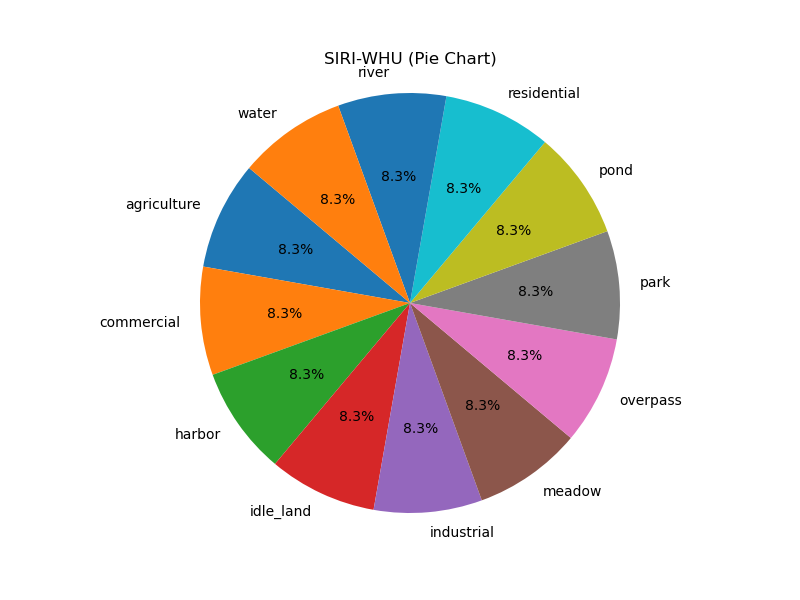 SIRI-WHU (Pie Chart)
river
residential
water
pond
8.3%
8.3%
8.3%
agriculture
8.3%
8.3%
park
8.3%
commercial
8.3%
overpass
8.3%
harbor
8.3%
8.3%
8.3%
8.3%
meadow
idle_land
industrial